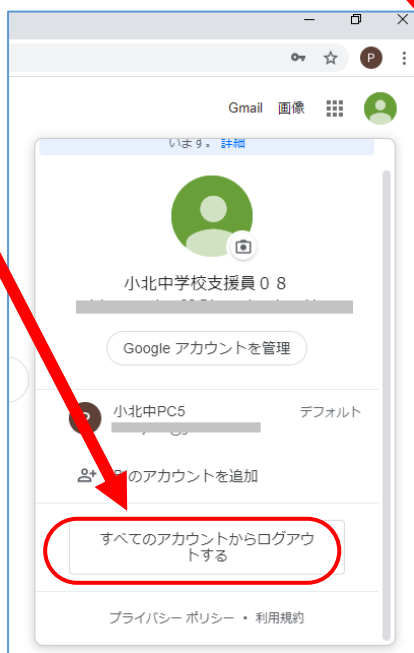 P
Gmail 画像
います。 詳細
小北中学校支援員０８
Google アカウントを管理
P 小北中PC5 デフォルト
のアカウントを追加
すべてのアカウントからログアウ
トする
プライバシー ポリシー • 利用規約